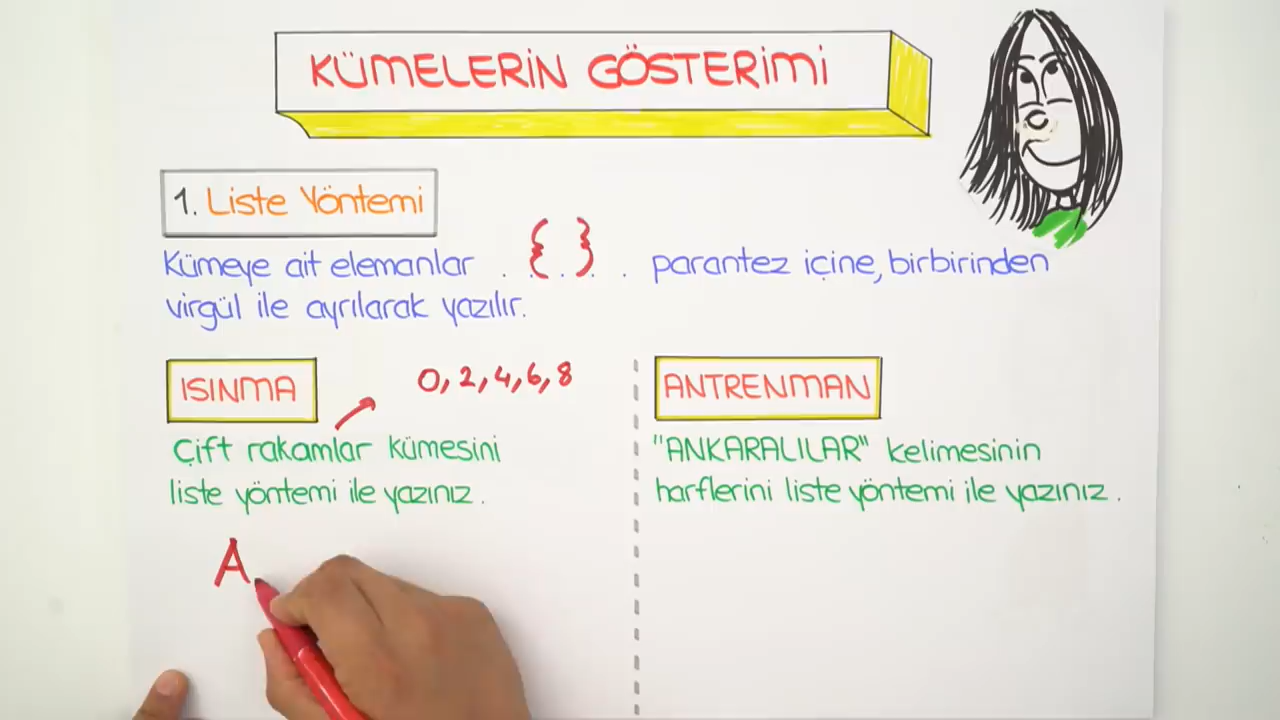 KÜMELERİN GÖSTERİMİ
1. Liste Yöntemi
Kümeye ait elemanlar . . { . } . . parantez içine, birbirinden
virgül ile ayrılarak yazılır.
ISINMA
0, 2, 4, 6, 8
Çift rakamlar kümesini
liste yöntemi ile yazınız.
A
ANTRENMAN
"ANKARALILAR" kelimesinin
harflerini liste yöntemi ile yazınız.